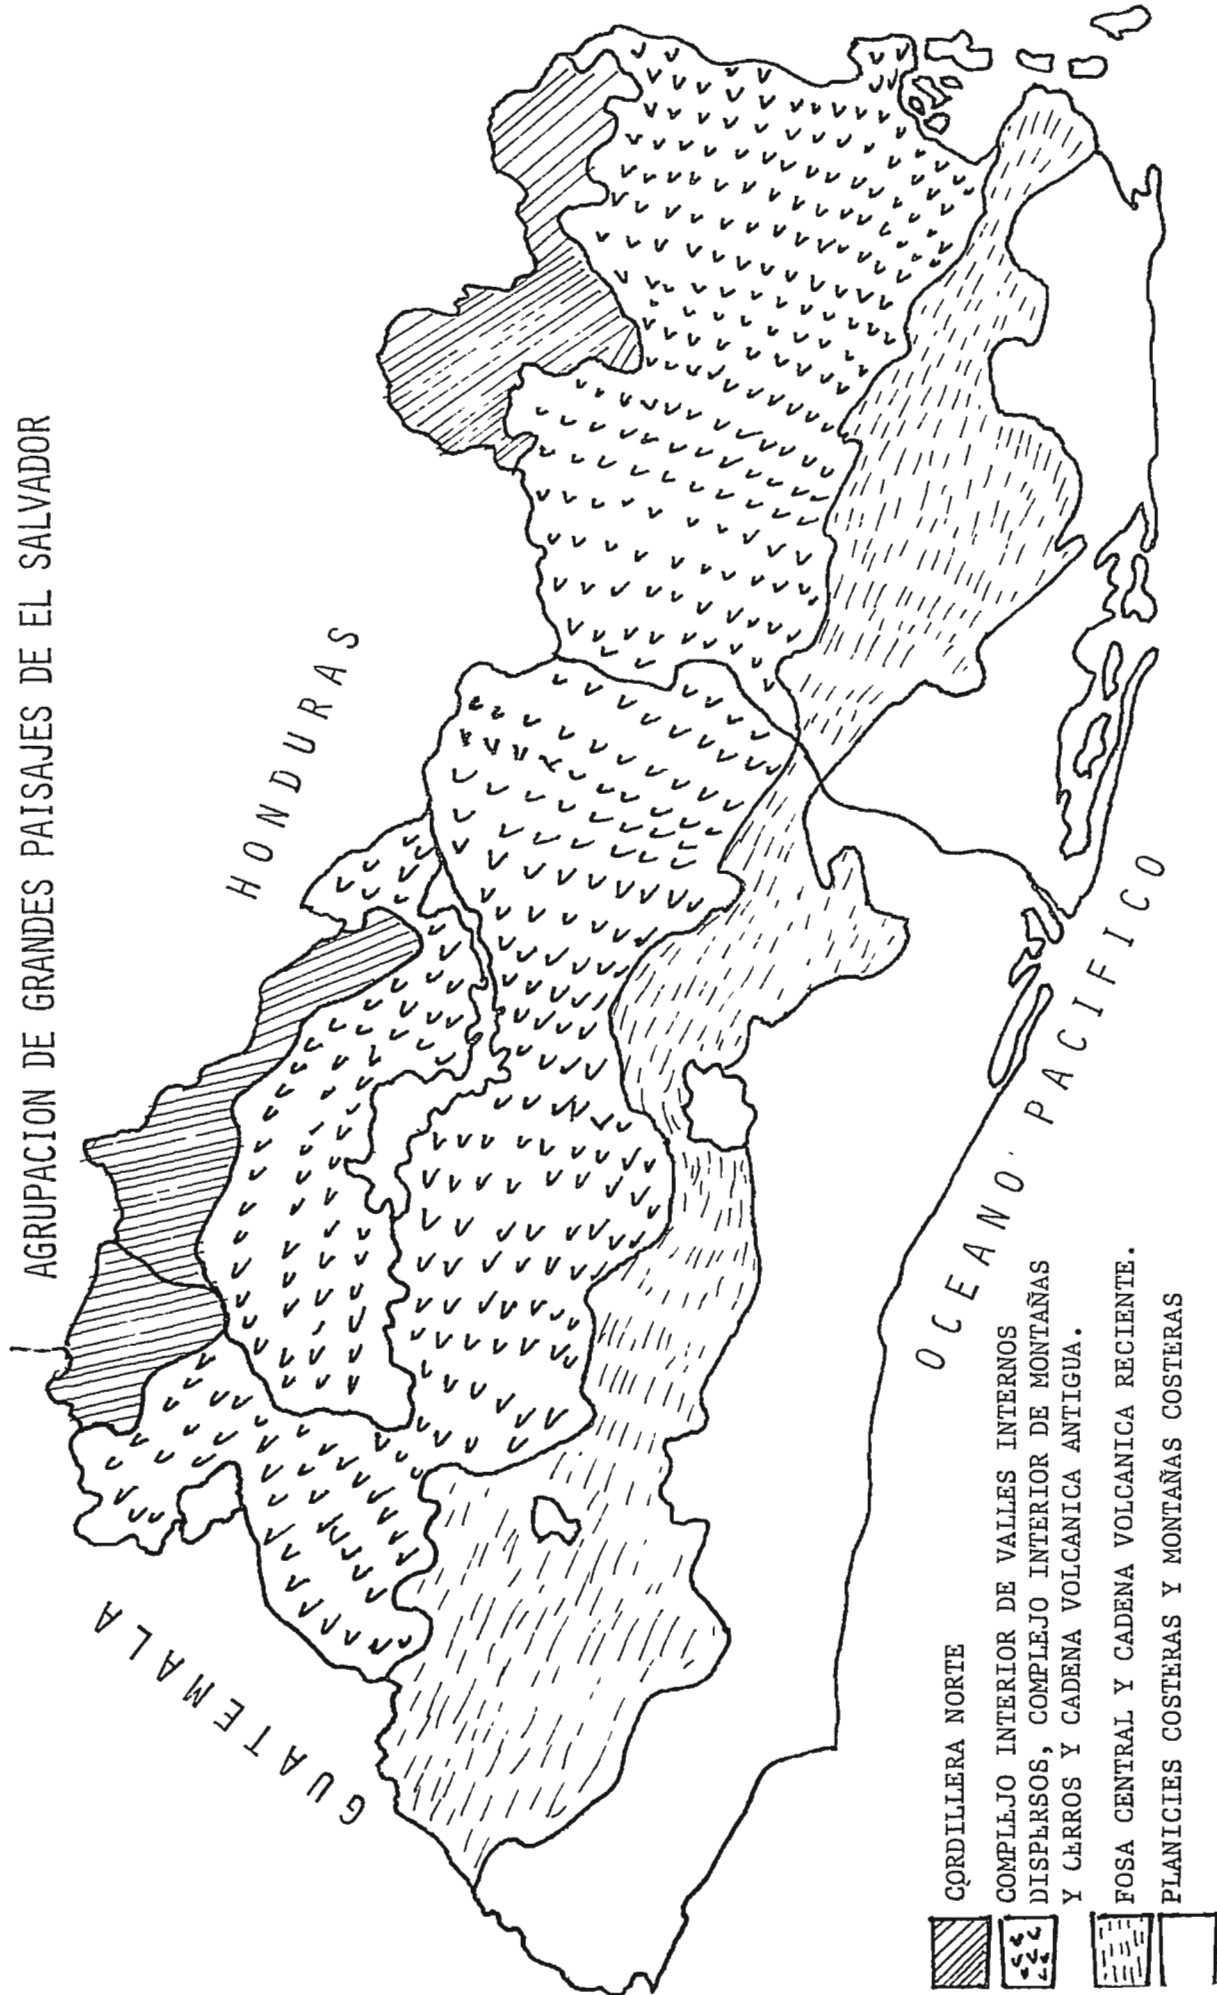 AGRUPACION DE GRANDES PAISAJES DE EL SALVADOR
HONDURAS
GUATEMALA
OCEANO PACIFICO
CORDILLERA NORTE
COMPLEJO INTERIOR DE VALLES INTERNOS
DISPERSOS, COMPLEJO INTERIOR DE MONTAÑAS
Y CERROS Y CADENA VOLCANICA ANTIGUA.
FOSA CENTRAL Y CADENA VOLCANICA RECIENTE.
PLANICIES COSTERAS Y MONTAÑAS COSTERAS